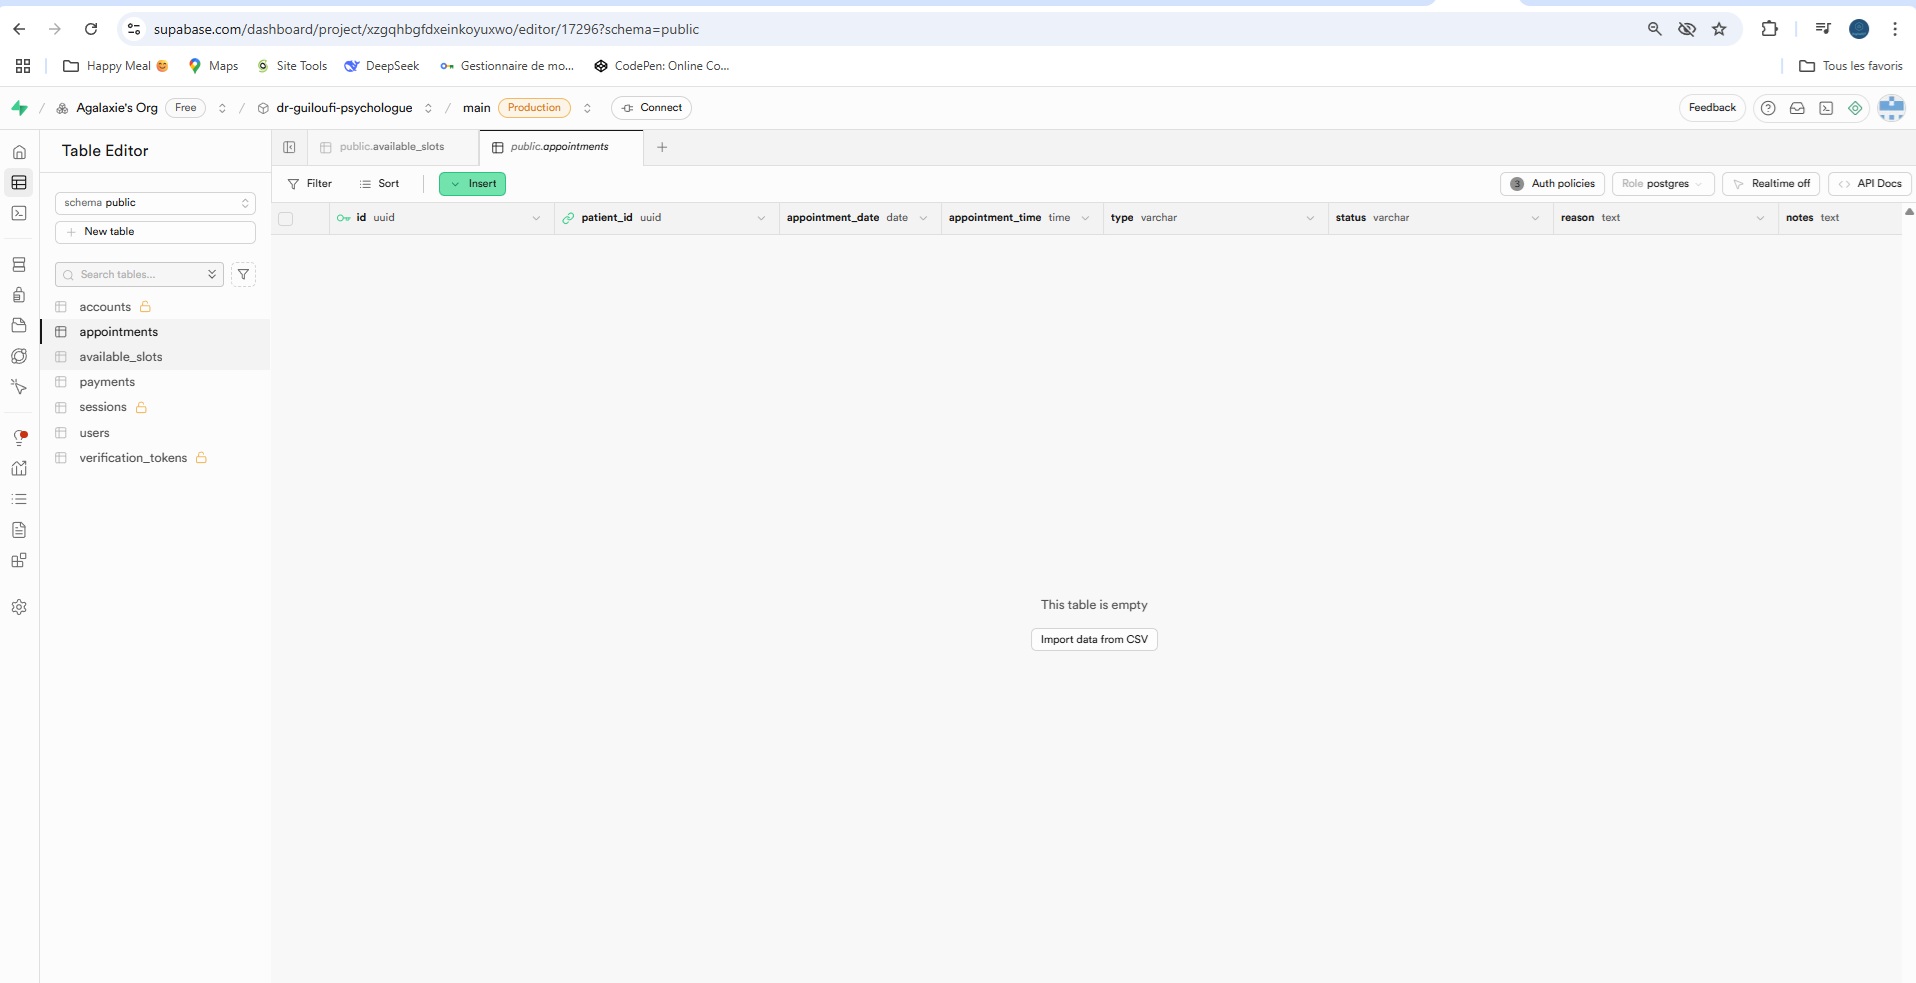 supabase.com/dashboard/project/xzgqhbgfdxeinkoyuxwo/editor/17296?schema=public
Happy Meal 😊 Maps Site Tools DeepSeek Gestionnaire de mo... CodePen: Online Co... Tous les favoris
/ Agalaxie's Org Free / dr-guiloufi-psychologue / main Production Connect Feedback
Table Editor
public.available_slots public.appointments
Filter Sort Insert 3 Auth policies Role postgres Realtime off API Docs
schema public
New table
Search tables...
accounts
appointments
available_slots
payments
sessions
users
verification_tokens
id uuid patient_id uuid appointment_date date appointment_time time type varchar status varchar reason text notes text
This table is empty
Import data from CSV